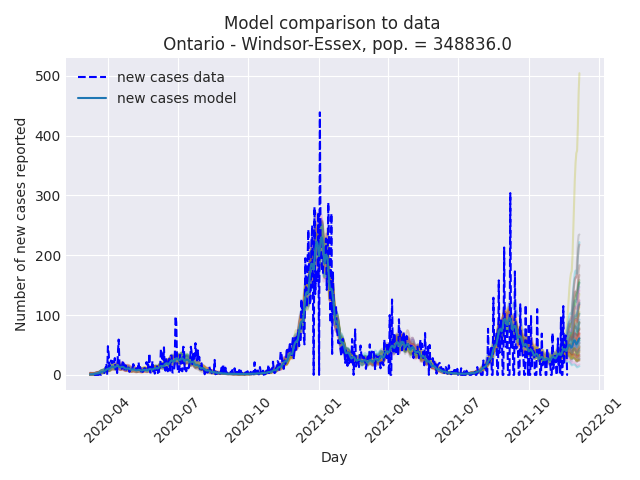 Model comparison to data
Ontario - Windsor-Essex, pop. = 348836.0
new cases data
new cases model
Number of new cases reported
500
400
300
200
100
0
2020-04
2020-07
2020-10
2021-01
2021-04
2021-07
2021-10
2022-01
Day